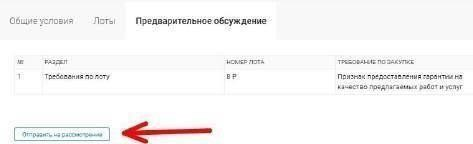 Общие условия Лоты Предварительное обсуждение
№ РАЗДЕЛ НОМЕР ЛОТА ТРЕБОВАНИЕ ПО ЗАКУПКЕ
1 Требования по лоту 8 Р Признак предоставления гарантии на
качество предлагаемых работ и услуг
Отправить на рассмотрение